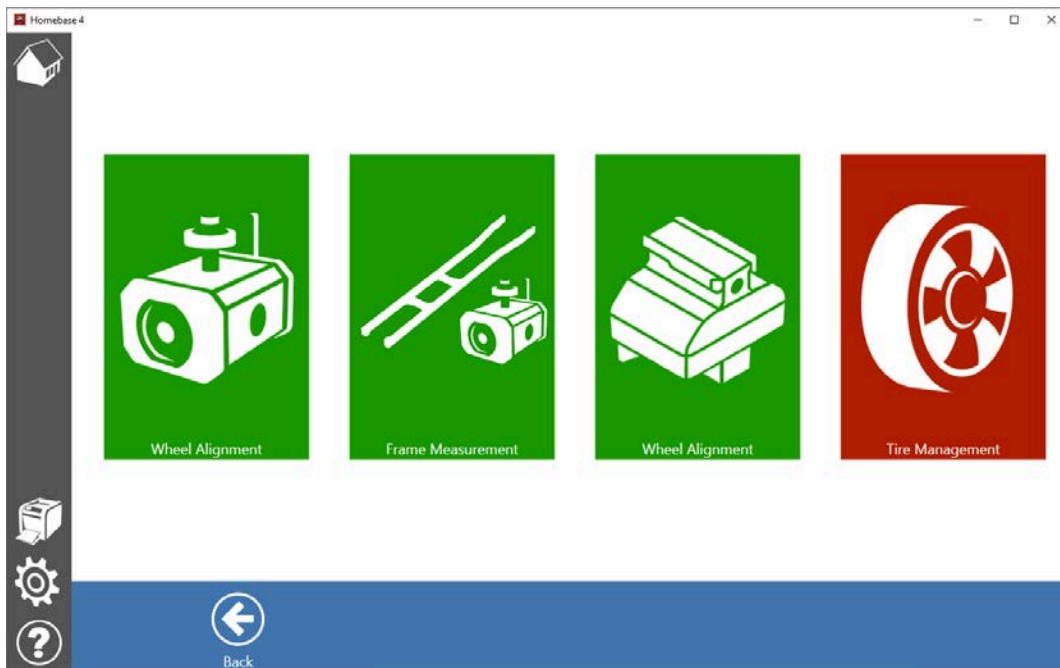 Homebase 4
Wheel Alignment
Frame Measurement
Wheel Alignment
Tire Management
?
Back